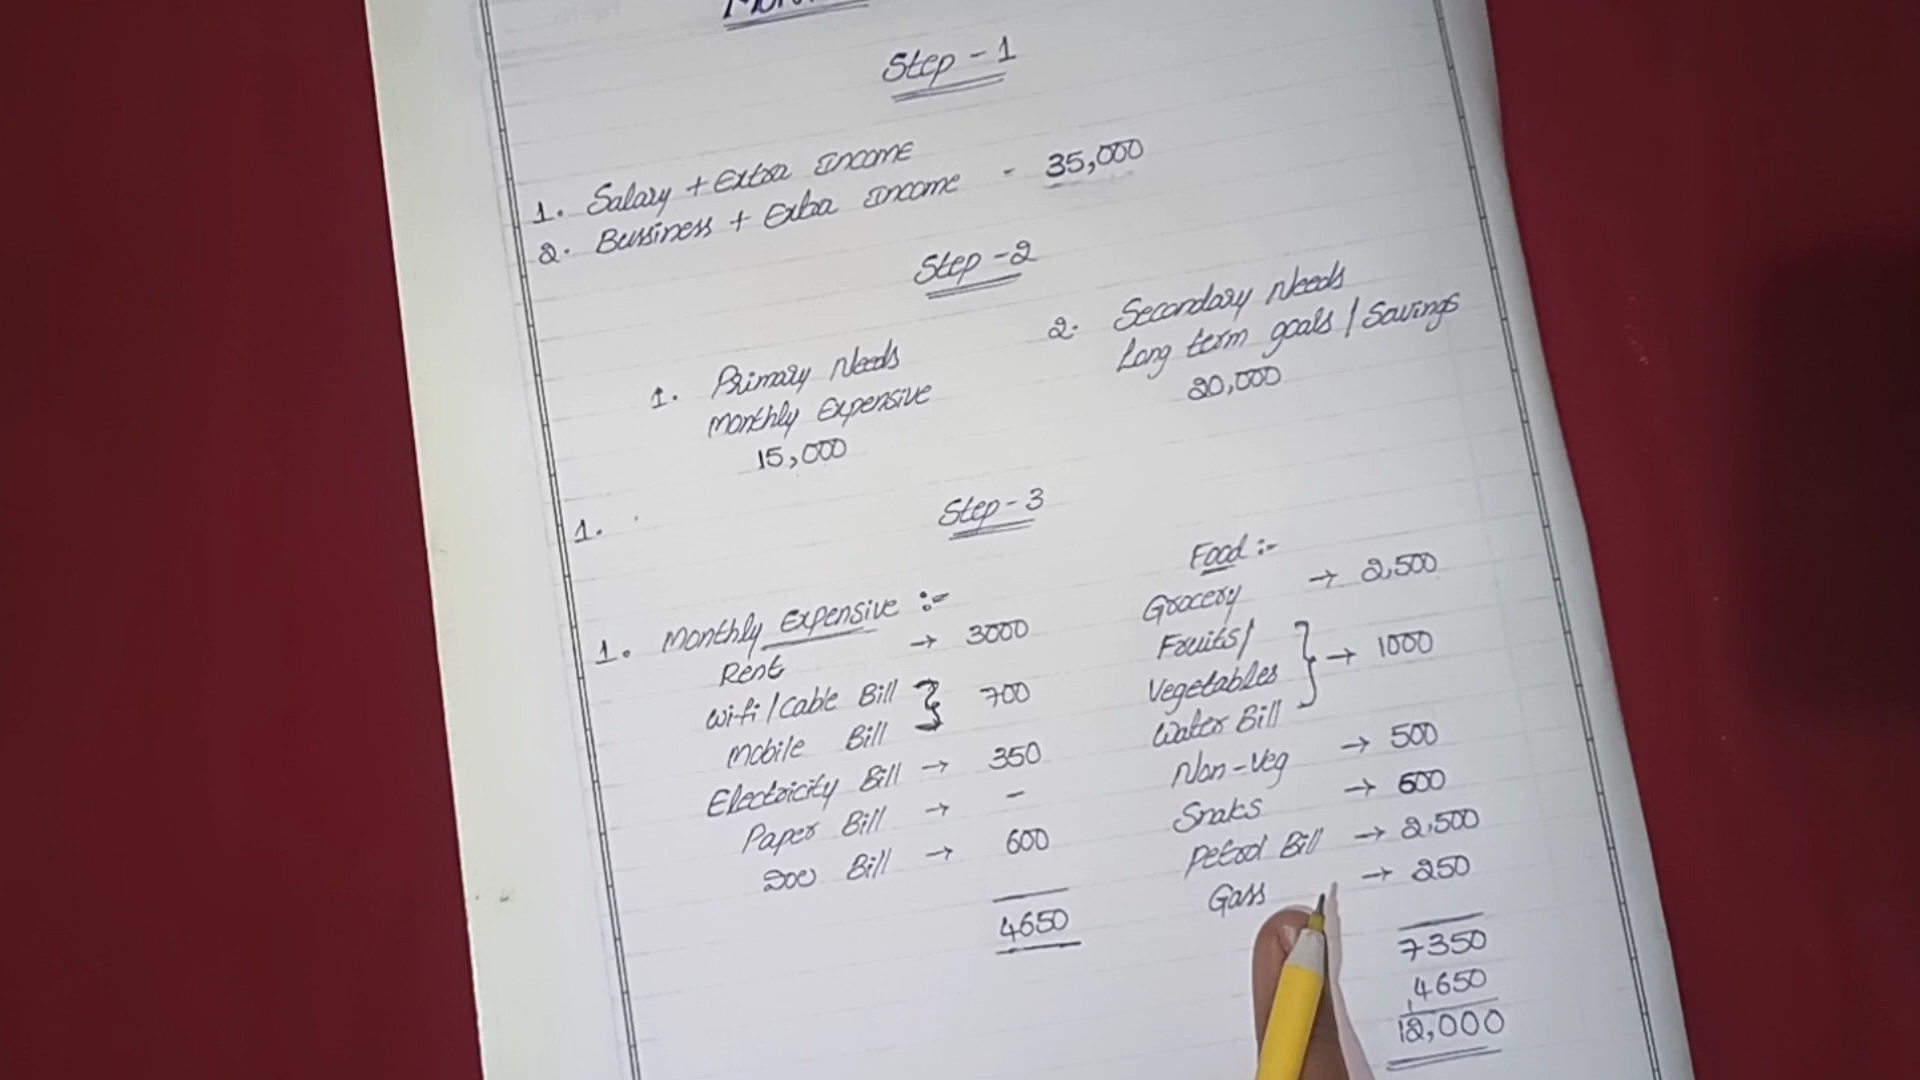 Step - 1
1. Salary + Extra Income
2. Bussiness + Extra Income - 35,000
Step - 2
1. Primary Needs
Monthly Expensive
15,000
2. Secondary Needs
Long term goals / Savings
20,000
1.
Step - 3
1. Monthly Expensive :-
Rent → 3000
Wi-fi / Cable Bill } 700
Mobile Bill
Electricity Bill → 350
Paper Bill → -
పాల Bill → 600
4650
Food :-
Grocery → 2,500
Fruits/
Vegetables } → 1000
Water Bill
Non-Veg → 500
Snaks → 600
Petrol Bill → 2,500
Gass → 250
7350
4650
12,000